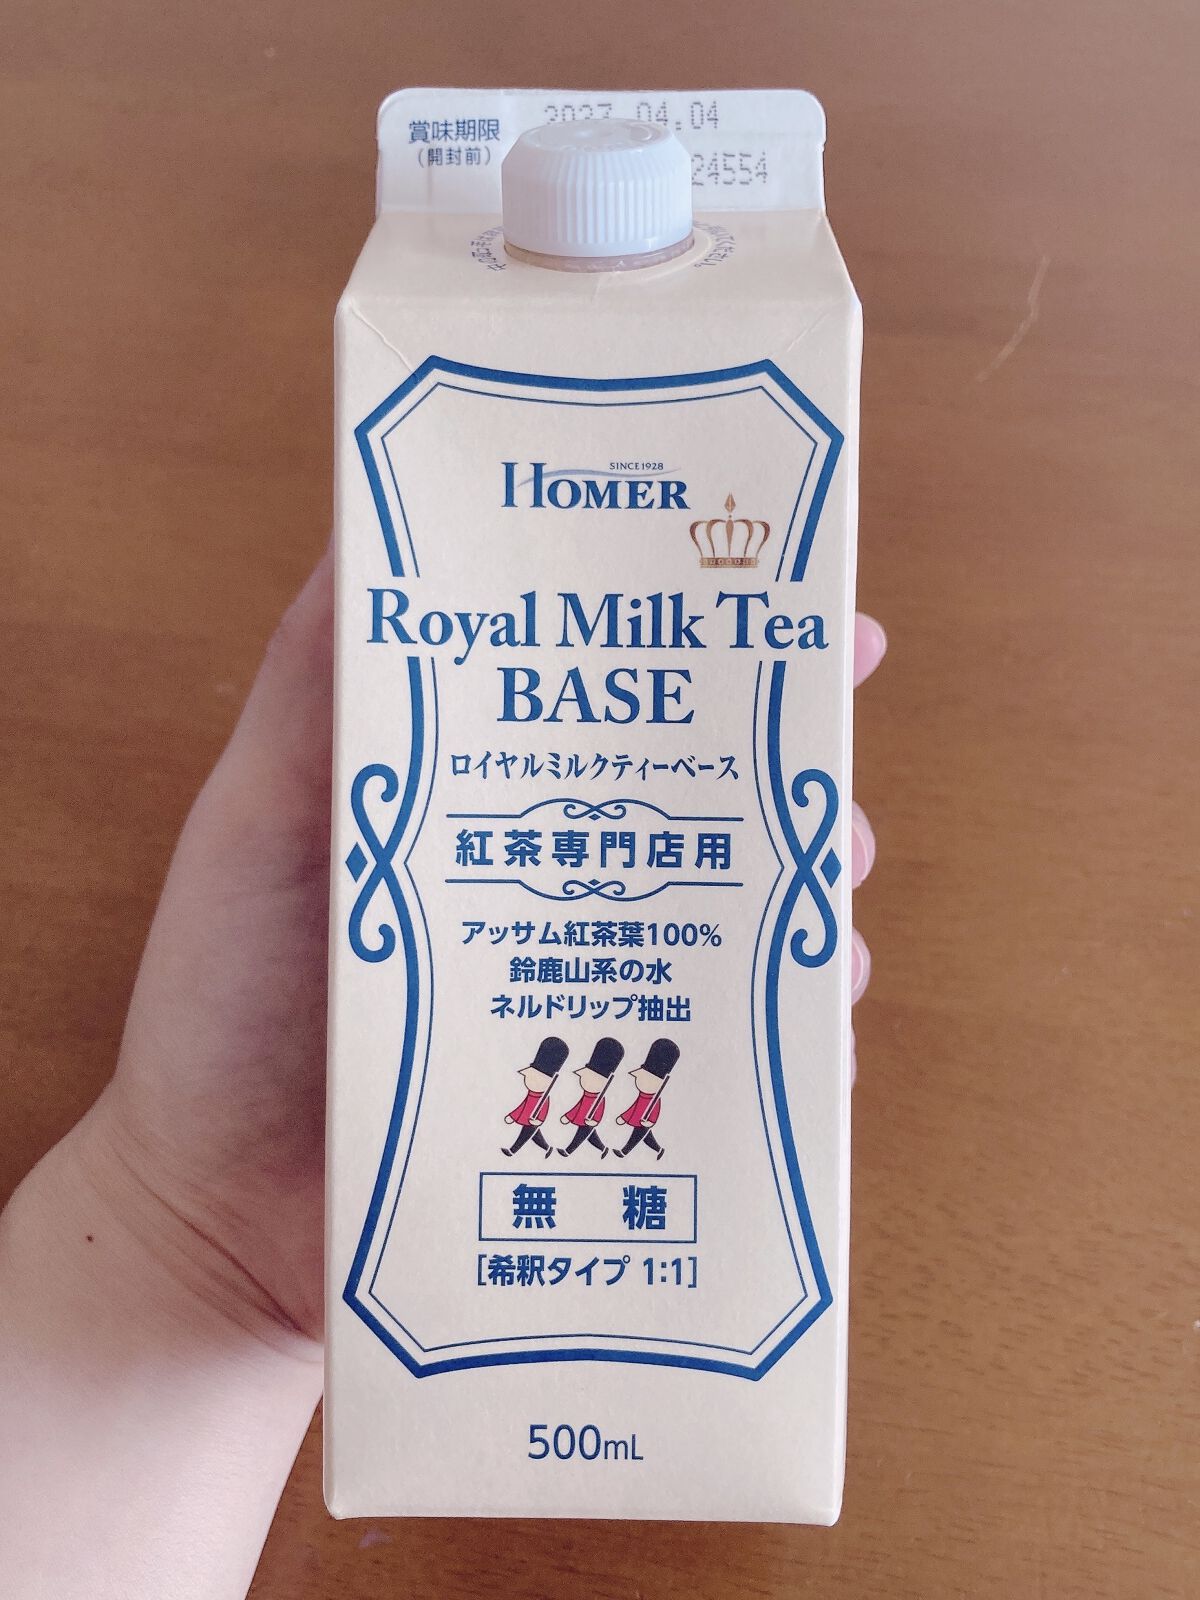 賞味期限
(開封前)
04.04
24554
SINCE1928
HOMER
Royal Milk Tea
BASE
ロイヤルミルクティーベース
紅茶専門店用
アッサム紅茶葉100%
鈴鹿山系の水
ネルドリップ抽出
無 糖
[希釈タイプ 1:1]
500mL